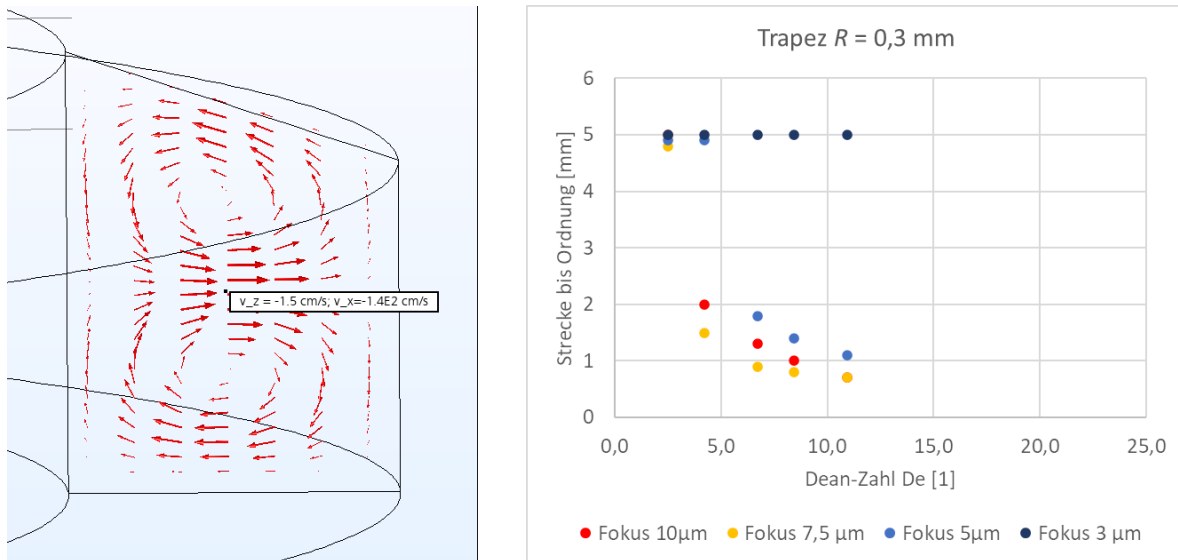 v_z = -1.5 cm/s; v_x=-1.4E2 cm/s
Trapez R = 0,3 mm
Strecke bis Ordnung [mm]
6
5
4
3
2
1
0
0,0 5,0 10,0 15,0 20,0 25,0
Dean-Zahl De [1]
Fokus 10µm Fokus 7,5 µm Fokus 5µm Fokus 3 µm